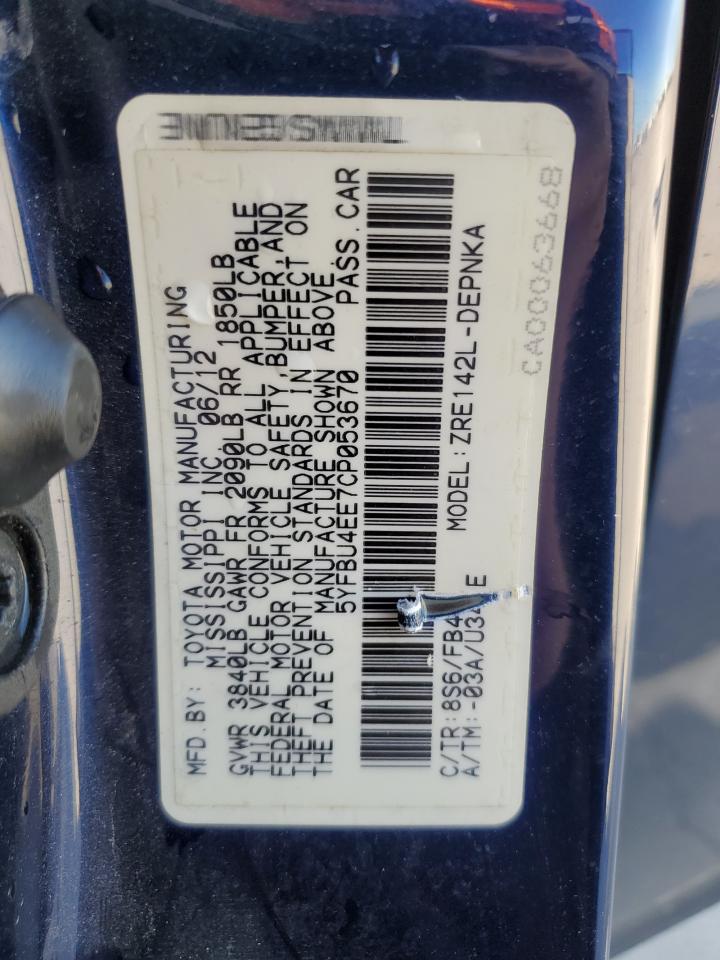 MFD. BY: TOYOTA MOTOR MANUFACTURING
MISSISSIPPI INC. 06/12
GVWR 3840LB GAWR FR 2090LB RR 1850LB
THIS VEHICLE CONFORMS TO ALL APPLICABLE
FEDERAL MOTOR VEHICLE SAFETY, BUMPER, AND
THEFT PREVENTION STANDARDS IN EFFECT ON
THE DATE OF MANUFACTURE SHOWN ABOVE.
5YFBU4EE7CP053670 PASS. CAR
C/TR: 8S6/FB4 E MODEL: ZRE142L-DEPNKA
A/TM: -03A/U34
CA00063668